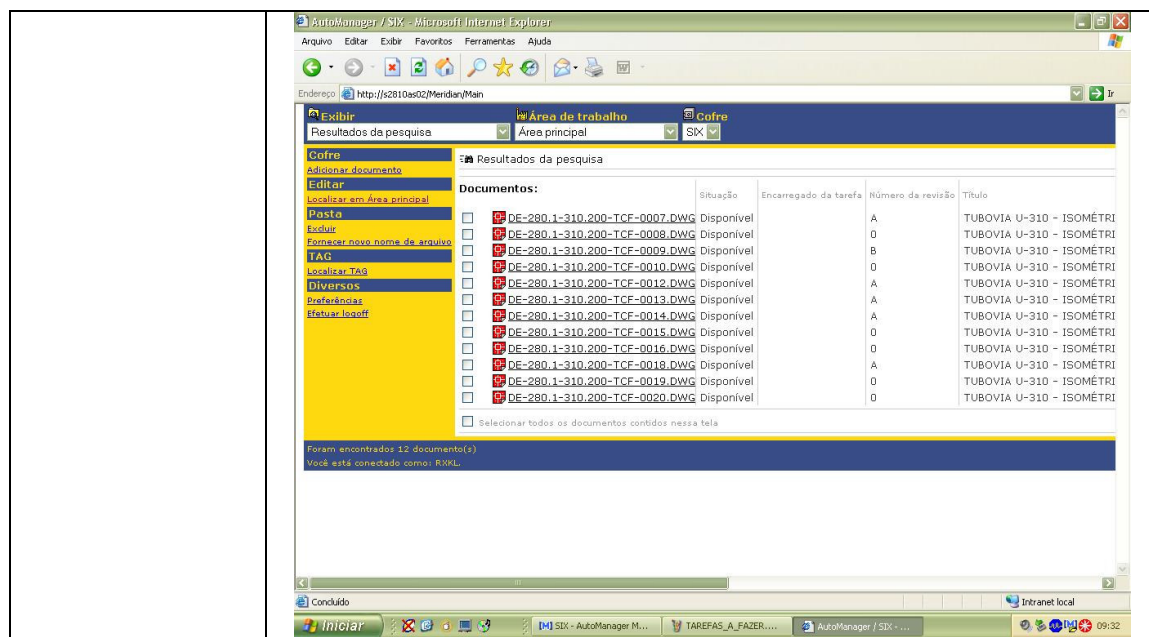 AutoManager / SIX - Microsoft Internet Explorer
Arquivo Editar Exibir Favoritos Ferramentas Ajuda
Endereço http://s2810as02/Meridian/Main Ir
Exibir Área de trabalho Cofre
Resultados da pesquisa Área principal SIX
Cofre
Adicionar documento
Editar
Localizar em Área principal
Pasta
Excluir
Fornecer novo nome de arquivo
TAG
Localizar TAG
Diversos
Preferências
Efetuar logoff
Resultados da pesquisa
Documentos: Situação Encarregado da tarefa Número da revisão Título
DE-280.1-310.200-TCF-0007.DWG Disponível A TUBOVIA U-310 - ISOMÉTRI
DE-280.1-310.200-TCF-0008.DWG Disponível 0 TUBOVIA U-310 - ISOMÉTRI
DE-280.1-310.200-TCF-0009.DWG Disponível B TUBOVIA U-310 - ISOMÉTRI
DE-280.1-310.200-TCF-0010.DWG Disponível 0 TUBOVIA U-310 - ISOMÉTRI
DE-280.1-310.200-TCF-0012.DWG Disponível A TUBOVIA U-310 - ISOMÉTRI
DE-280.1-310.200-TCF-0013.DWG Disponível A TUBOVIA U-310 - ISOMÉTRI
DE-280.1-310.200-TCF-0014.DWG Disponível A TUBOVIA U-310 - ISOMÉTRI
DE-280.1-310.200-TCF-0015.DWG Disponível 0 TUBOVIA U-310 - ISOMÉTRI
DE-280.1-310.200-TCF-0016.DWG Disponível 0 TUBOVIA U-310 - ISOMÉTRI
DE-280.1-310.200-TCF-0018.DWG Disponível A TUBOVIA U-310 - ISOMÉTRI
DE-280.1-310.200-TCF-0019.DWG Disponível 0 TUBOVIA U-310 - ISOMÉTRI
DE-280.1-310.200-TCF-0020.DWG Disponível 0 TUBOVIA U-310 - ISOMÉTRI
Selecionar todos os documentos contidos nessa tela
Foram encontrados 12 documento(s)
Você está conectado como: RXKL.
Concluído Intranet local
Iniciar [M] SIX - AutoManager M... TAREFAS_A_FAZER.... AutoManager / SIX - ... 09:32